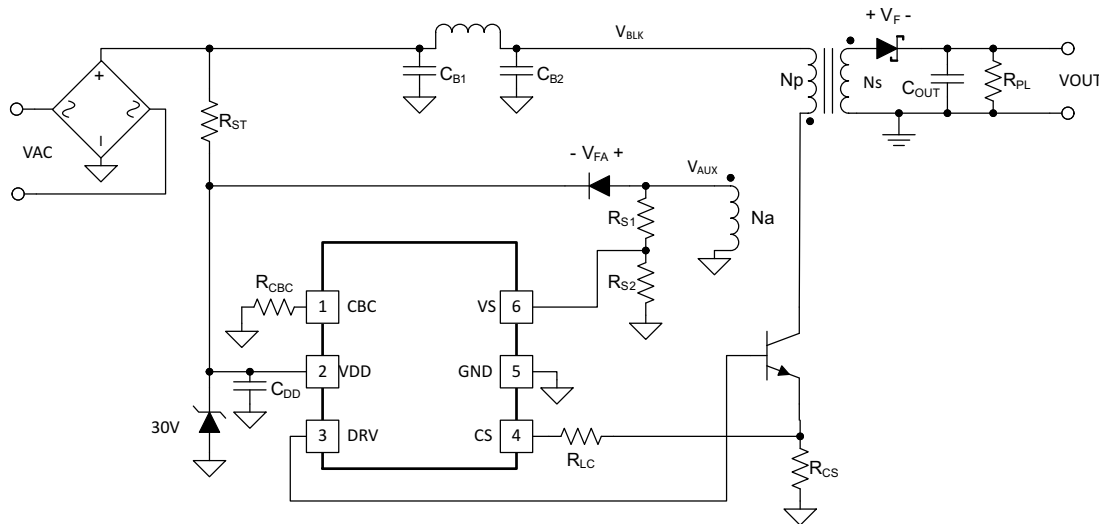 + V_F -
V_BLK
C_B1
C_B2
Np
Ns
C_OUT
R_PL
VOUT
+
-
VAC
R_ST
- V_FA +
V_AUX
R_S1
Na
R_S2
R_CBC
1 CBC
VS 6
2 VDD
GND 5
C_DD
30V
3 DRV
CS 4
R_LC
R_CS